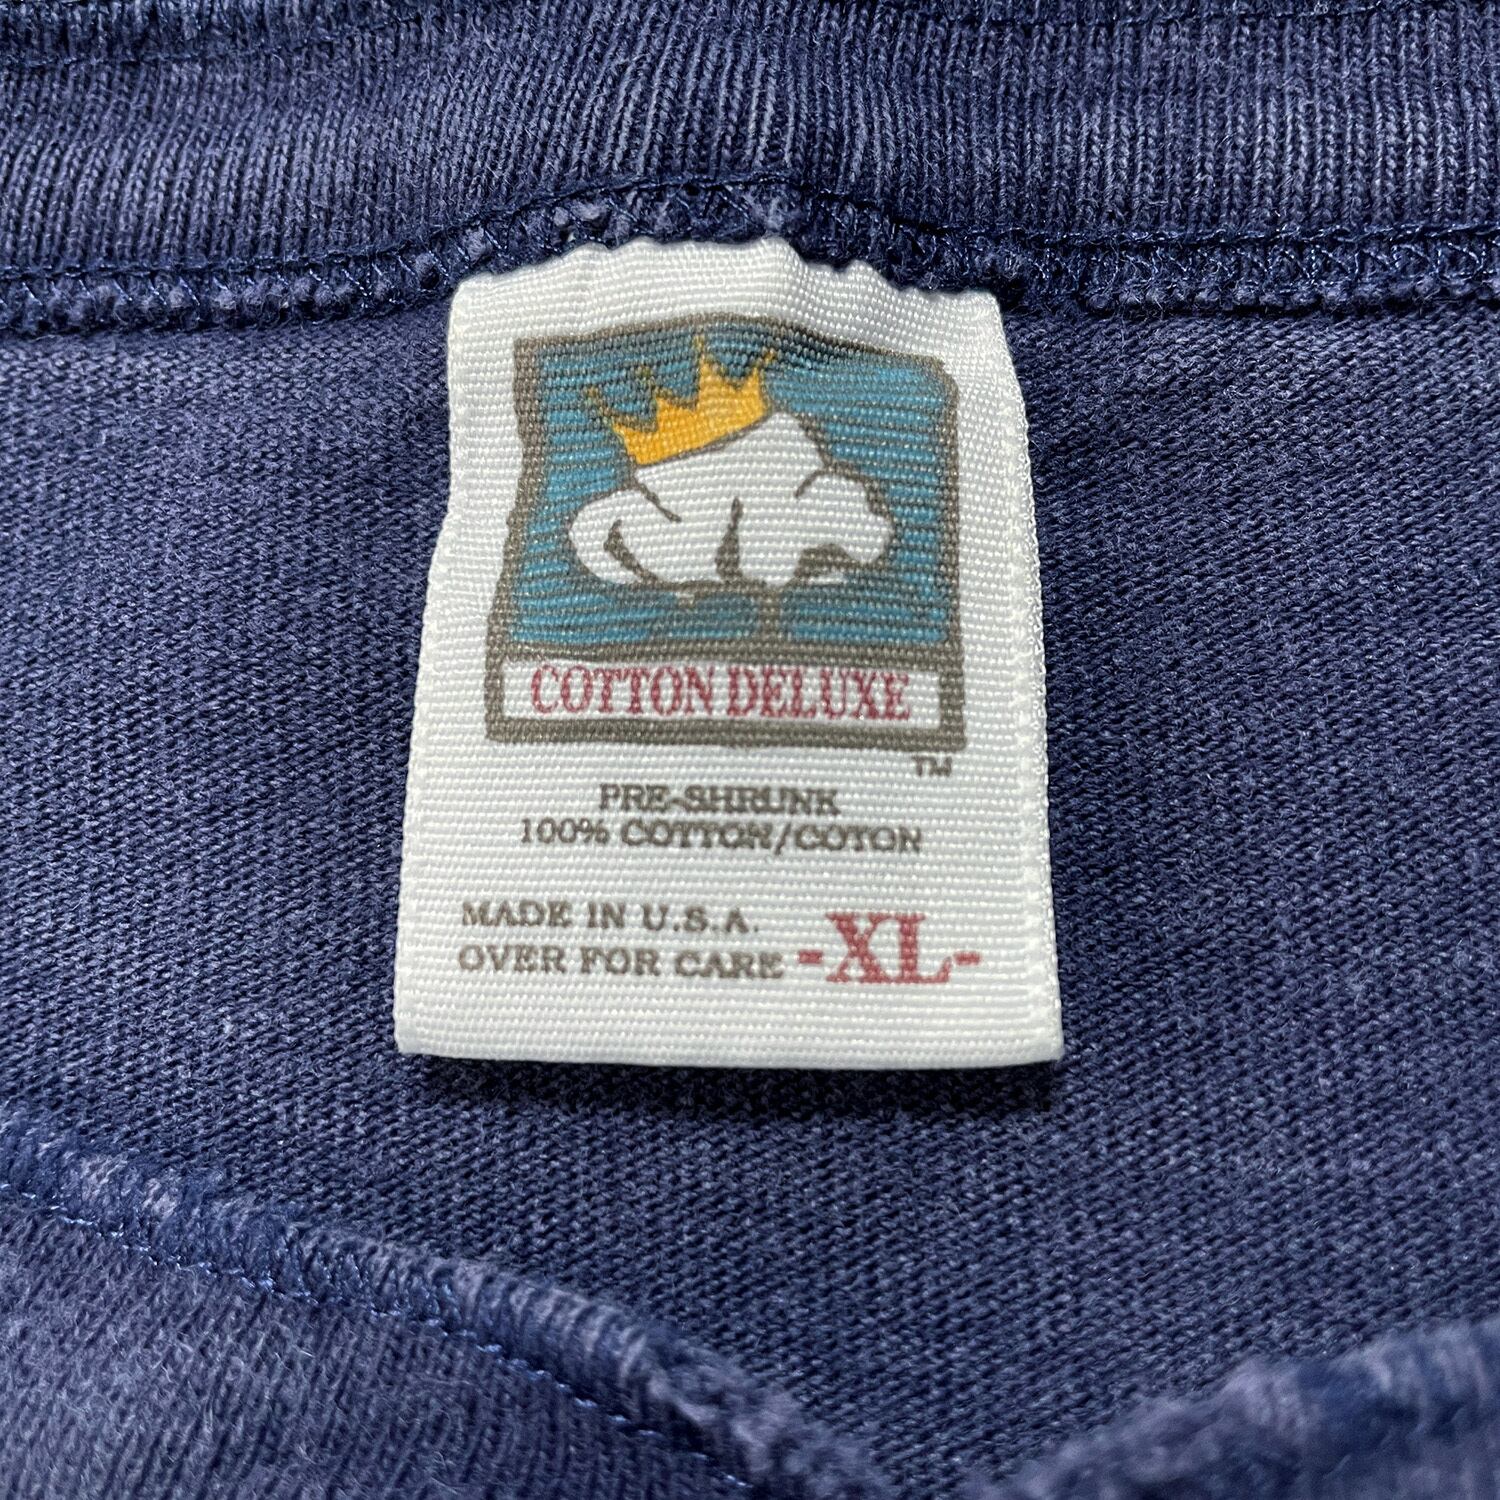 COTTON DELUXE
TM
PRE-SHRUNK
100% COTTON/COTON
MADE IN U.S.A.
OVER FOR CARE -XL-